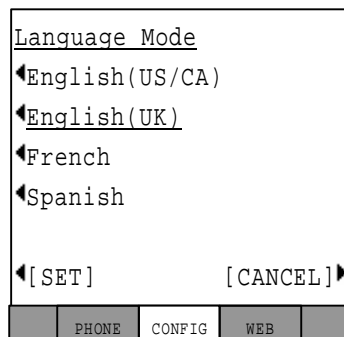 Language Mode
English(US/CA)
English(UK)
French
Spanish
[SET] [CANCEL]
PHONE CONFIG WEB